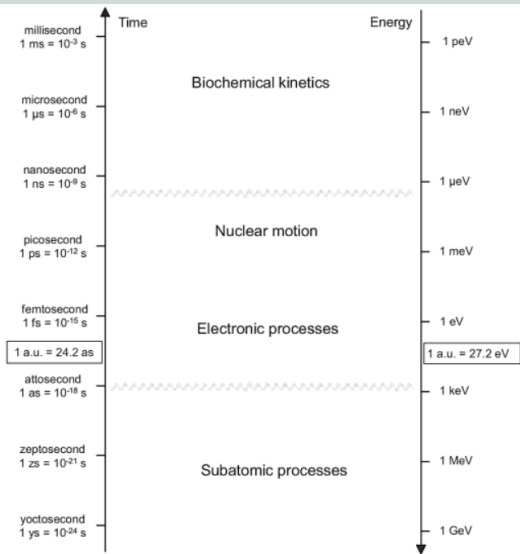 Time
Energy
millisecond
1 ms = 10⁻³ s
1 peV
Biochemical kinetics
microsecond
1 µs = 10⁻⁶ s
1 neV
nanosecond
1 ns = 10⁻⁹ s
1 µeV
Nuclear motion
picosecond
1 ps = 10⁻¹² s
1 meV
femtosecond
1 fs = 10⁻¹⁵ s
1 eV
Electronic processes
1 a.u. = 24.2 as
1 a.u. = 27.2 eV
attosecond
1 as = 10⁻¹⁸ s
1 keV
zeptosecond
1 zs = 10⁻²¹ s
1 MeV
Subatomic processes
yoctosecond
1 ys = 10⁻²⁴ s
1 GeV